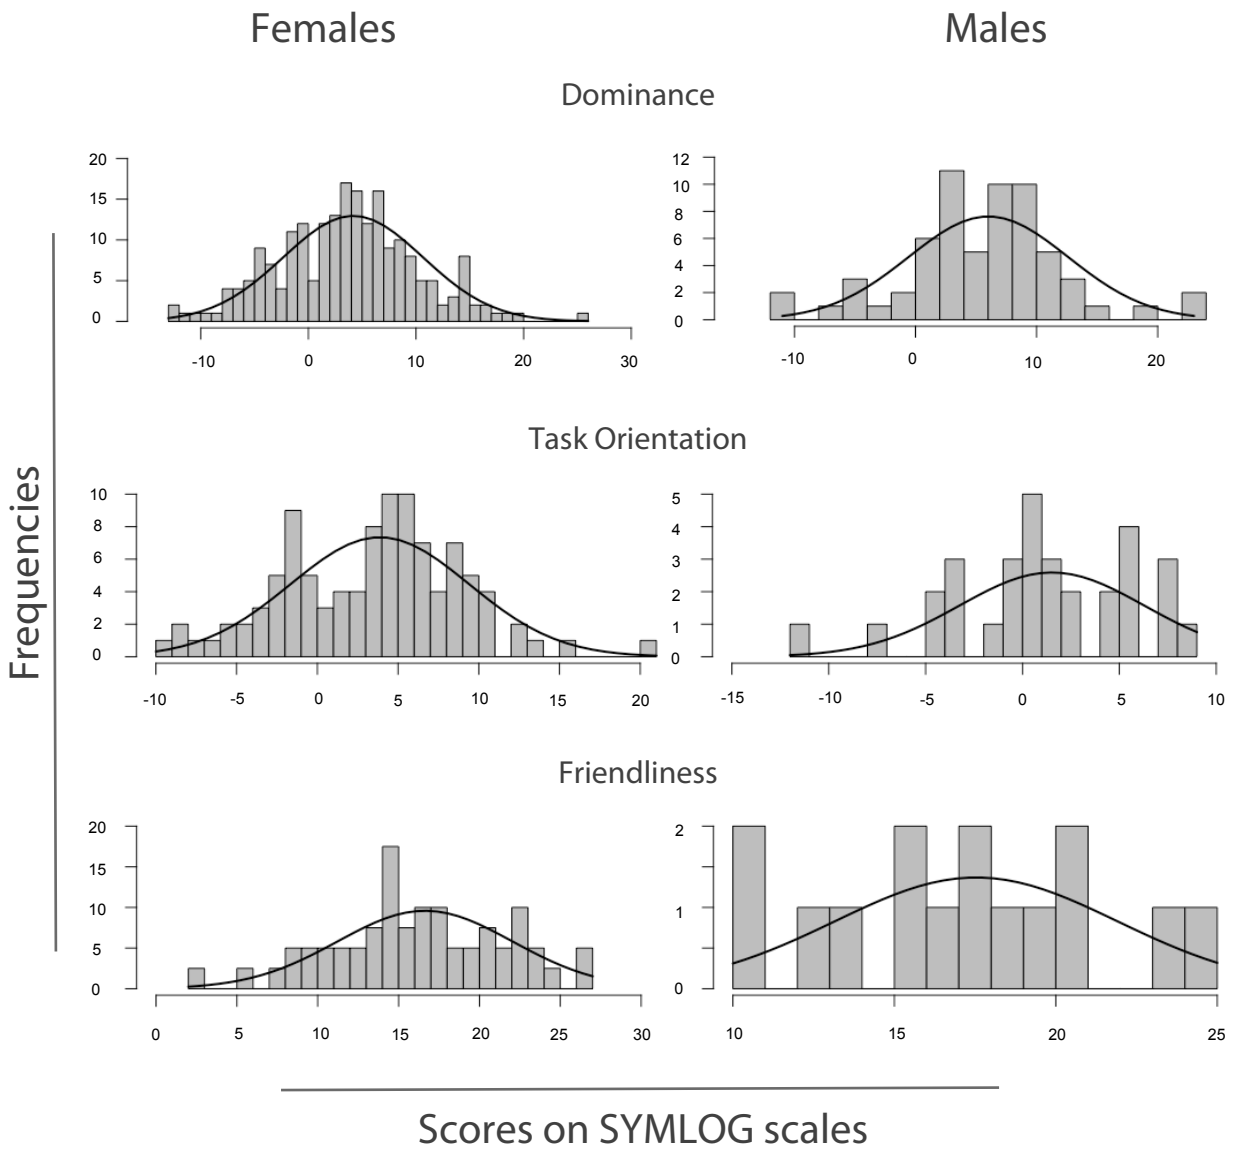 Females Males
Dominance
20
15
10
5
0
-10 0 10 20 30
12
10
8
6
4
2
0
-10 0 10 20
Task Orientation
10
8
6
4
2
0
-10 -5 0 5 10 15 20
5
4
3
2
1
0
-15 -10 -5 0 5 10
Friendliness
20
15
10
5
0
0 5 10 15 20 25 30
2
1
0
10 15 20 25
Frequencies
Scores on SYMLOG scales